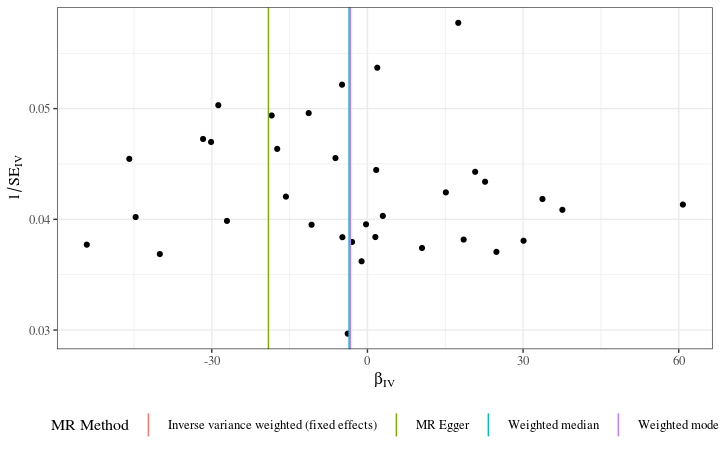 0.05
0.04
0.03
1/SE_IV
-30 0 30 60
β_IV
MR Method Inverse variance weighted (fixed effects) MR Egger Weighted median Weighted mode